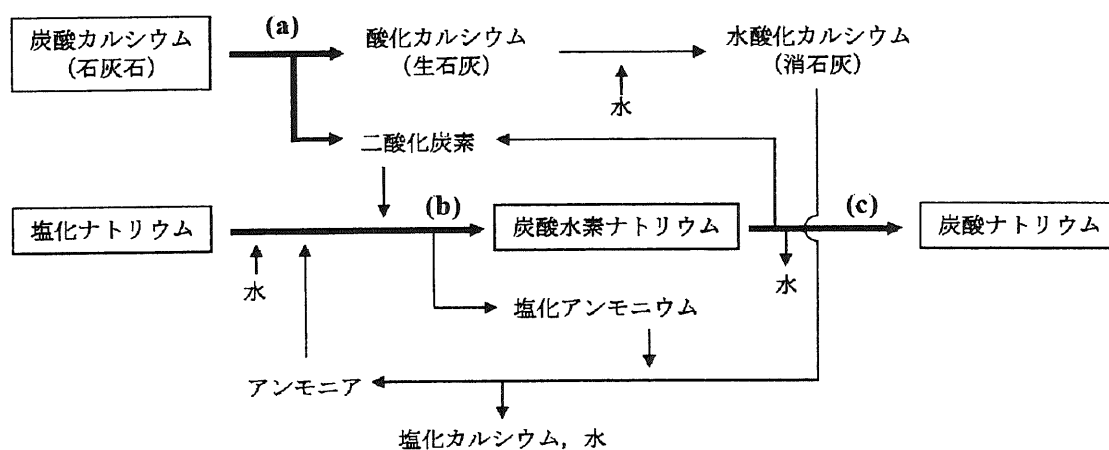 (a)
炭酸カルシウム
(石灰石)
酸化カルシウム
(生石灰)
水酸化カルシウム
(消石灰)
水
二酸化炭素
(b)
(c)
塩化ナトリウム
炭酸水素ナトリウム
炭酸ナトリウム
水
水
塩化アンモニウム
アンモニア
塩化カルシウム，水